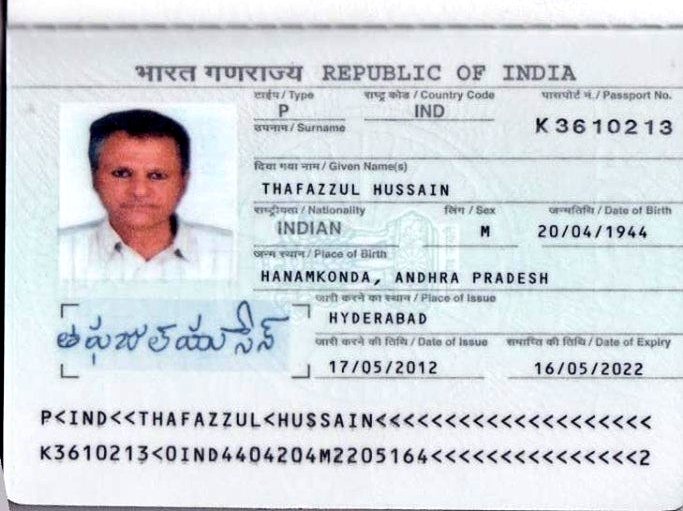 भारत गणराज्य REPUBLIC OF INDIA
टाईप / Type राष्ट्र कोड / Country Code पासपोर्ट नं. / Passport No.
P IND K3610213
उपनाम / Surname
दिया गया नाम / Given Name(s)
THAFAZZUL HUSSAIN
राष्ट्रीयता / Nationality लिंग / Sex जन्मतिथि / Date of Birth
INDIAN M 20/04/1944
जन्म स्थान / Place of Birth
HANAMKONDA, ANDHRA PRADESH
जारी करने का स्थान / Place of Issue
HYDERABAD
తఫజుల హుసేన్
जारी करने की तिथि / Date of Issue समाप्ति की तिथि / Date of Expiry
17/05/2012 16/05/2022
P<IND<<THAFAZZUL<HUSSAIN<<<<<<<<<<<<<<<<<<<<
K3610213<0IND4404204M2205164<<<<<<<<<<<<<<<2